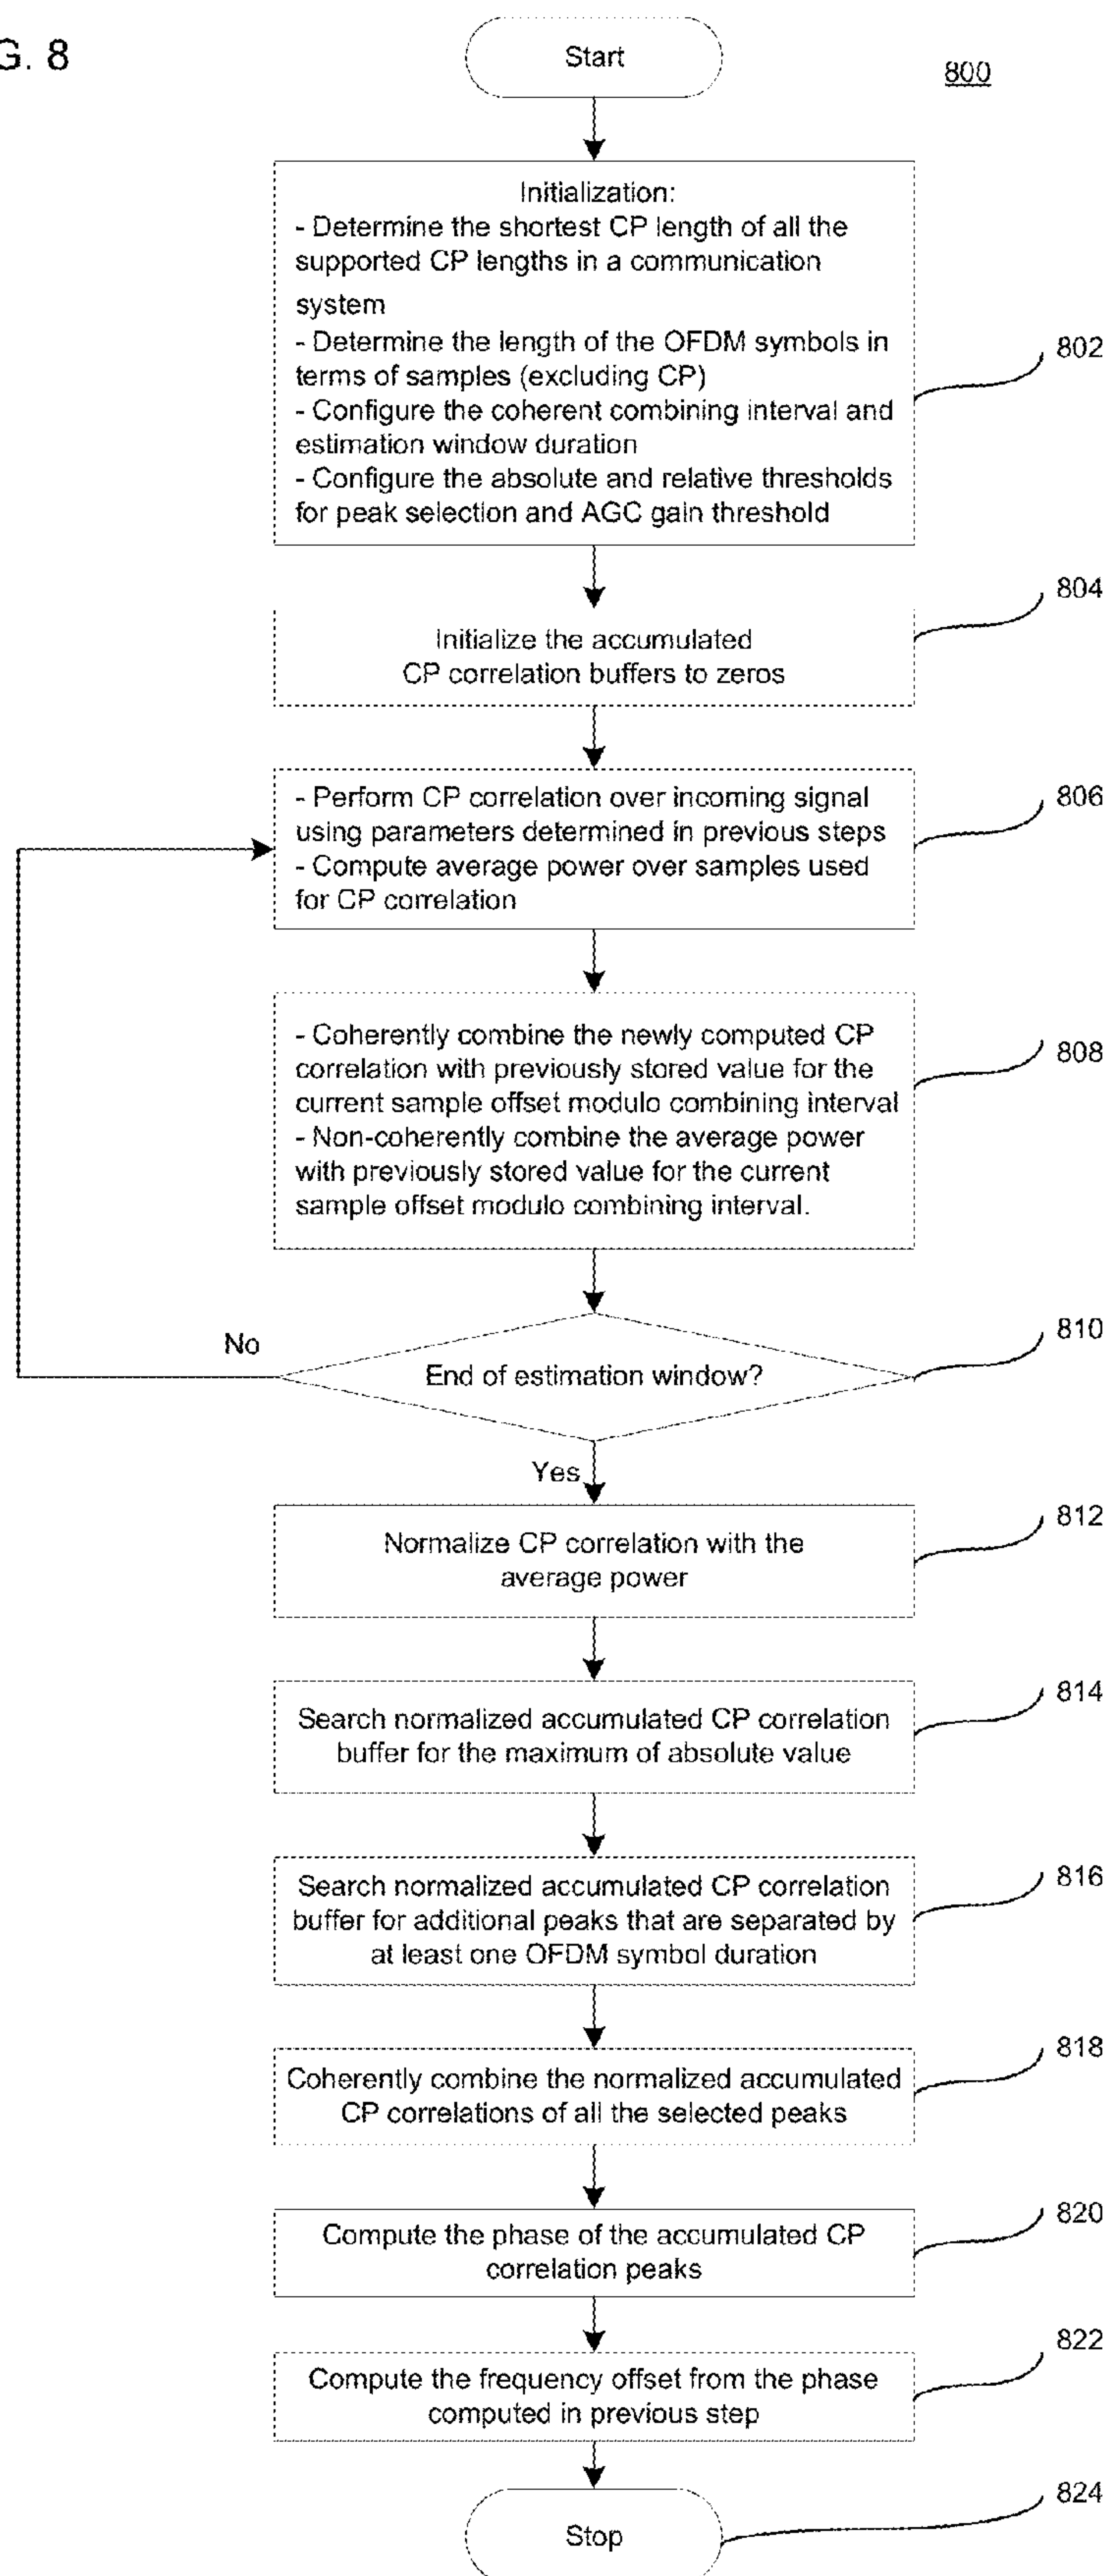 G. 8
Start
800
Initialization:
- Determine the shortest CP length of all the
supported CP lengths in a communication
system
- Determine the length of the OFDM symbols in
terms of samples (excluding CP)
- Configure the coherent combining interval and
estimation window duration
- Configure the absolute and relative thresholds
for peak selection and AGC gain threshold
802
804
Initialize the accumulated
CP correlation buffers to zeros
- Perform CP correlation over incoming signal
using parameters determined in previous steps
- Compute average power over samples used
for CP correlation
806
- Coherently combine the newly computed CP
correlation with previously stored value for the
current sample offset modulo combining interval
- Non-coherently combine the average power
with previously stored value for the current
sample offset modulo combining interval.
808
No
End of estimation window?
810
Yes
Normalize CP correlation with the
average power
812
Search normalized accumulated CP correlation
buffer for the maximum of absolute value
814
Search normalized accumulated CP correlation
buffer for additional peaks that are separated by
at least one OFDM symbol duration
816
Coherently combine the normalized accumulated
CP correlations of all the selected peaks
818
Compute the phase of the accumulated CP
correlation peaks
820
Compute the frequency offset from the phase
computed in previous step
822
Stop
824